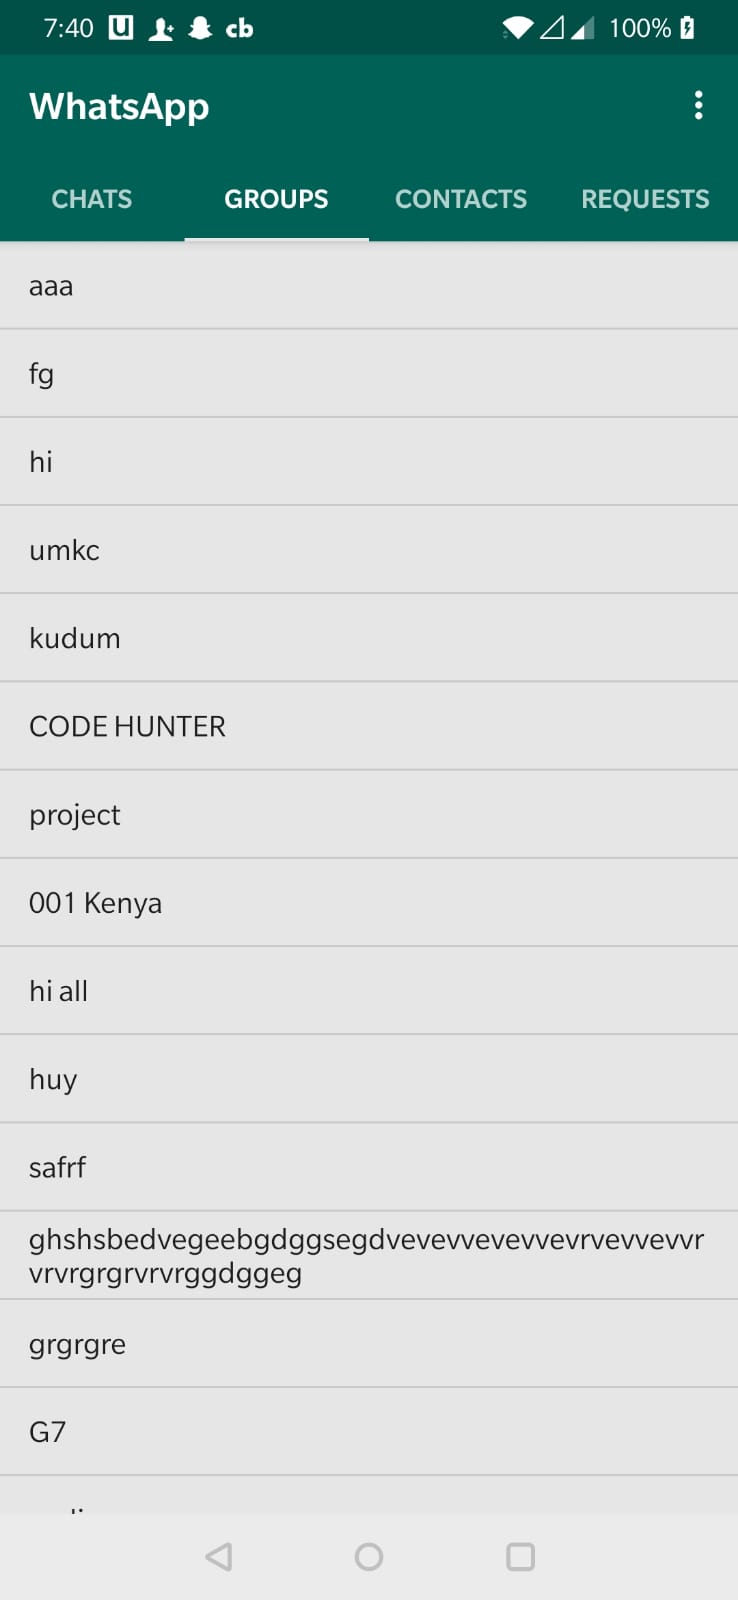 7:40 U cb 100%
WhatsApp
CHATS GROUPS CONTACTS REQUESTS
aaa
fg
hi
umkc
kudum
CODE HUNTER
project
001 Kenya
hi all
huy
safrf
ghshsbedvegeebgdggsegdvevevvevevvevrvevvevvr
vrvrgrgrvrvrggdggeg
grgrgre
G7